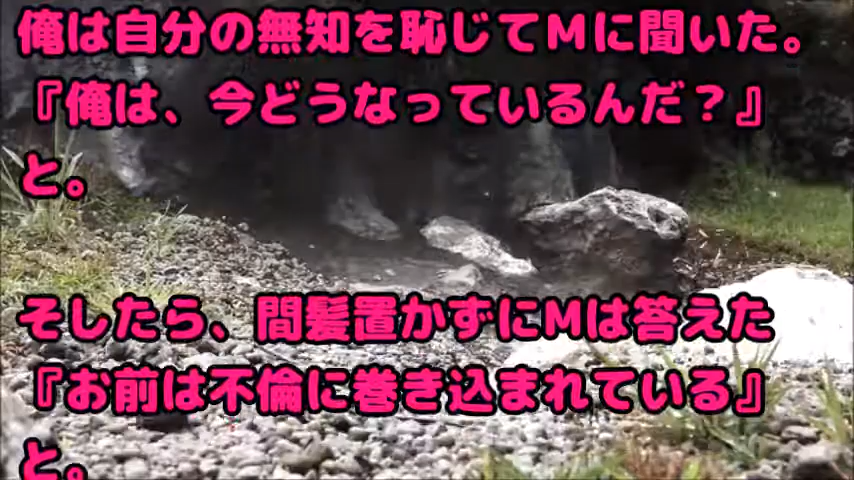 俺は自分の無知を恥じてMに聞いた。
『俺は、今どうなっているんだ？』
と。
そしたら、間髪置かずにMは答えた
『お前は不倫に巻き込まれている』
と。